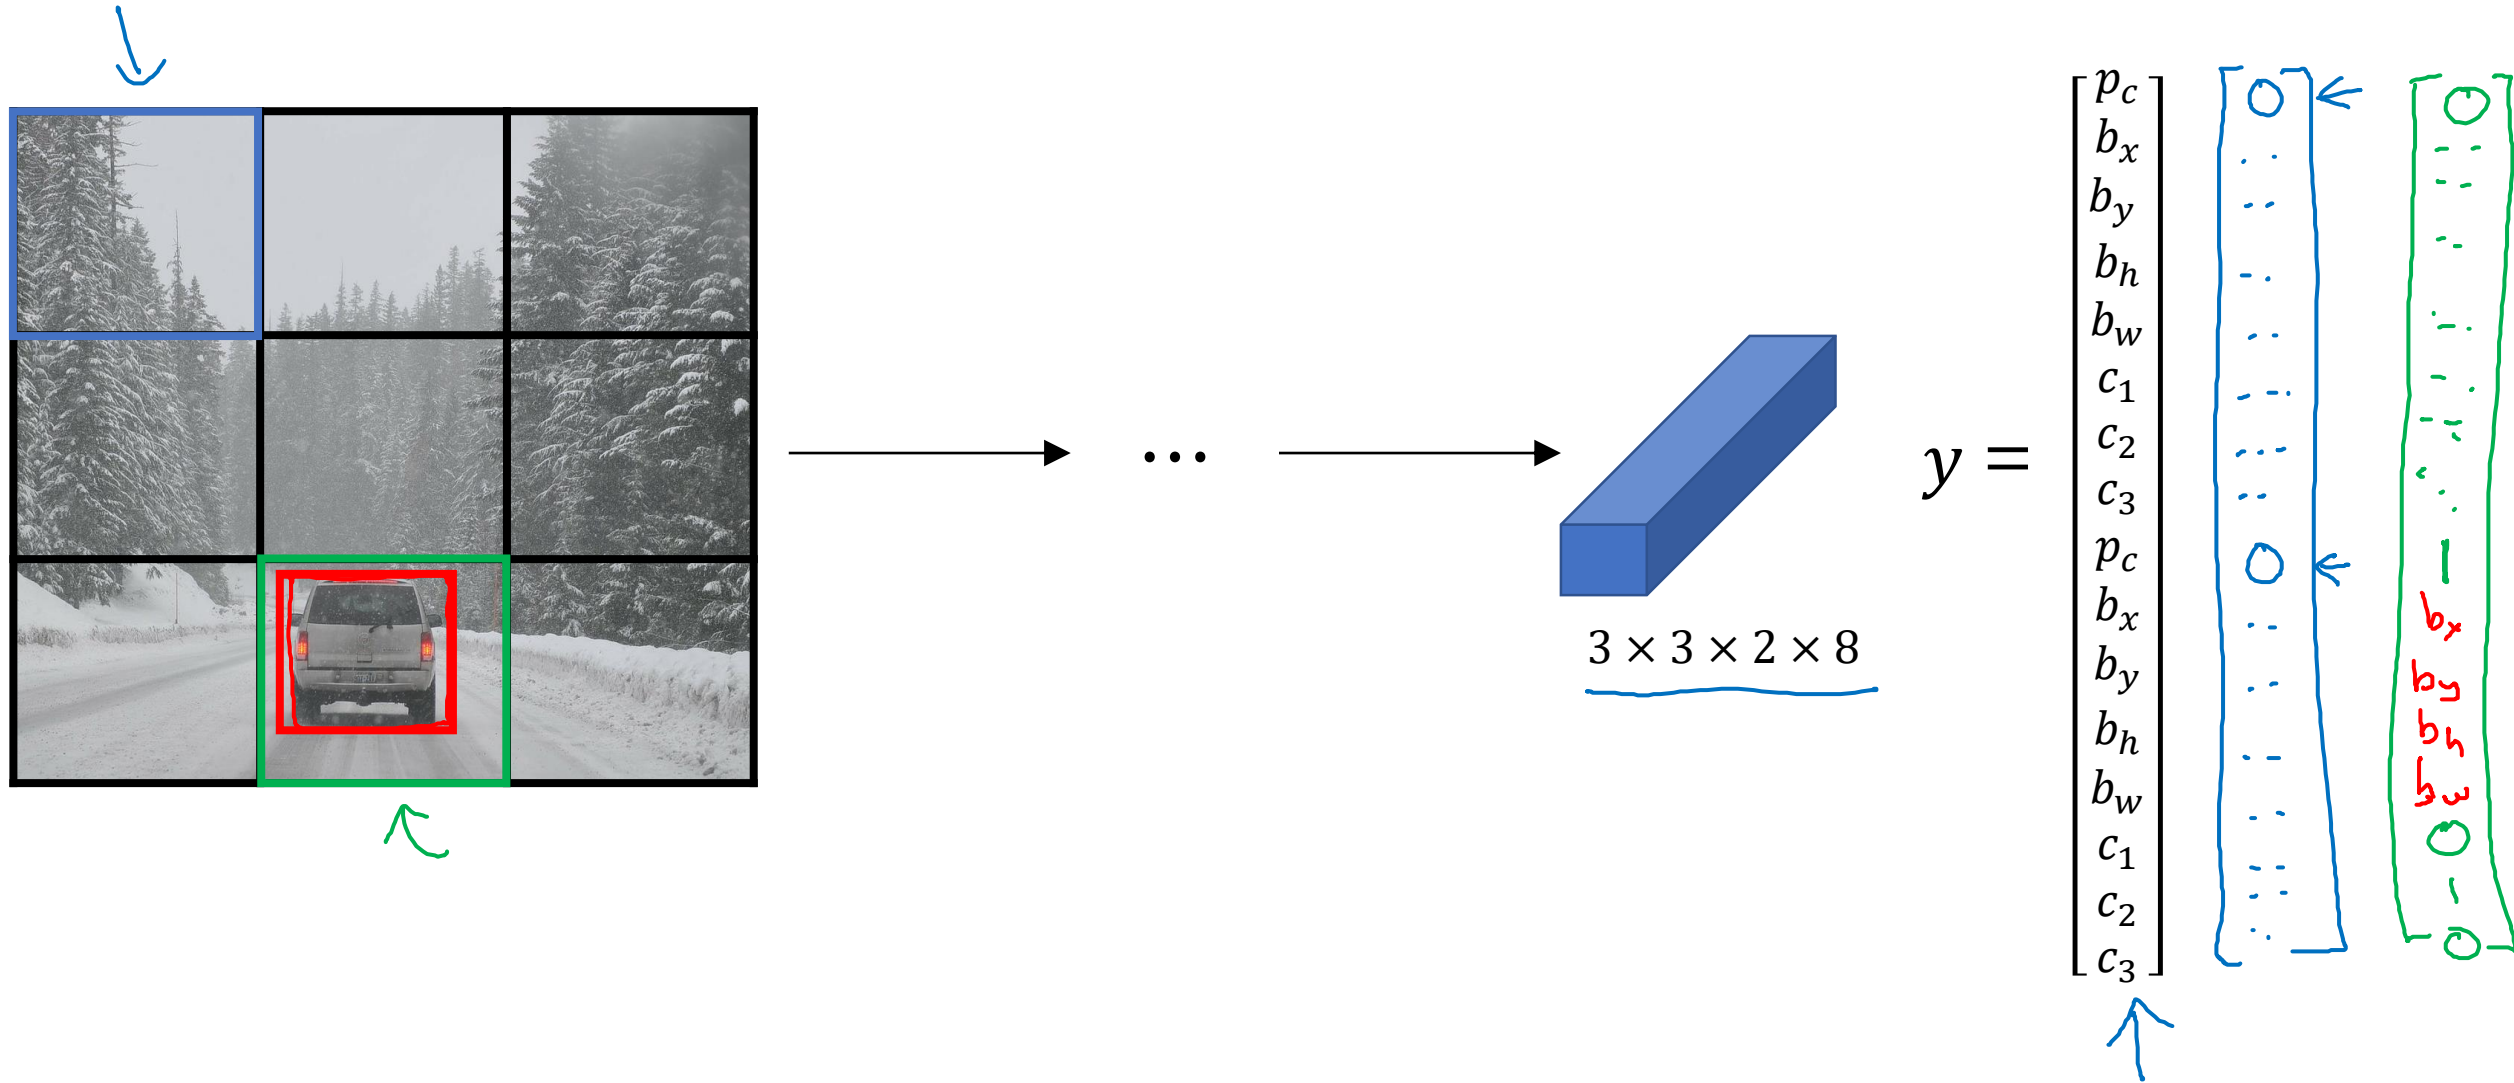 3 × 3 × 2 × 8
y =
p_c
b_x
b_y
b_h
b_w
c_1
c_2
c_3
p_c
b_x
b_y
b_h
b_w
c_1
c_2
c_3
0
0
0
1
b_x
b_y
b_h
b_w
0
1
0